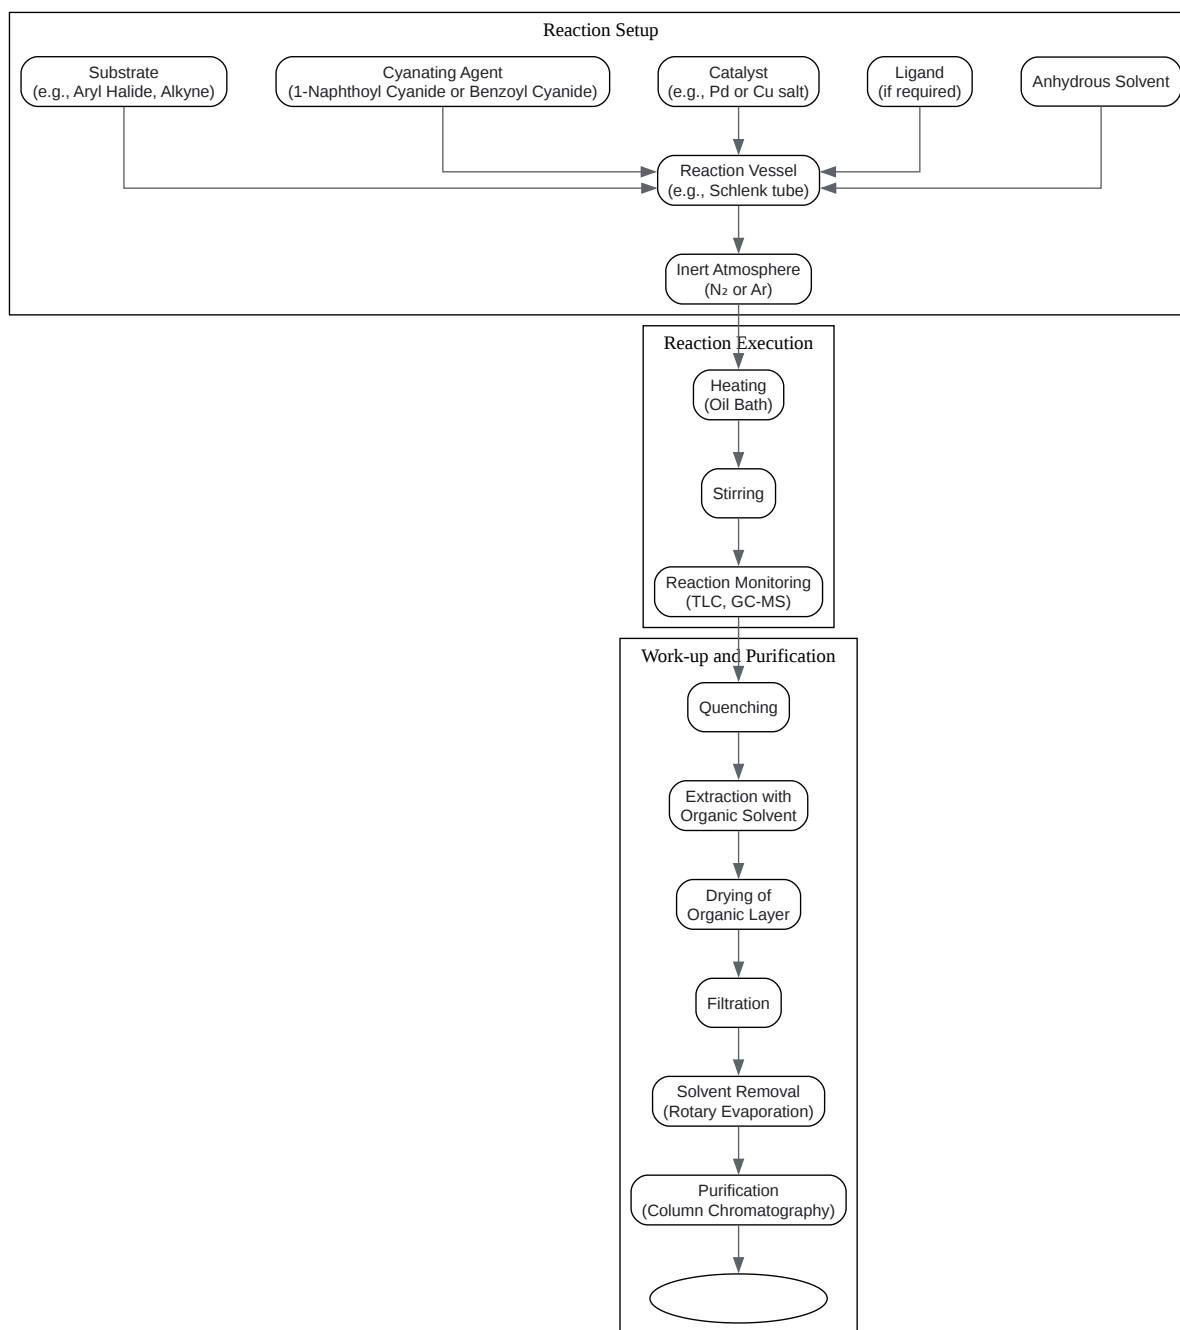 Reaction Setup
Substrate
(e.g., Aryl Halide, Alkyne)
Cyanating Agent
(1-Naphthoyl Cyanide or Benzoyl Cyanide)
Catalyst
(e.g., Pd or Cu salt)
Ligand
(if required)
Anhydrous Solvent
Reaction Vessel
(e.g., Schlenk tube)
Inert Atmosphere
(N₂ or Ar)
Reaction Execution
Heating
(Oil Bath)
Stirring
Reaction Monitoring
(TLC, GC-MS)
Work-up and Purification
Quenching
Extraction with
Organic Solvent
Drying of
Organic Layer
Filtration
Solvent Removal
(Rotary Evaporation)
Purification
(Column Chromatography)